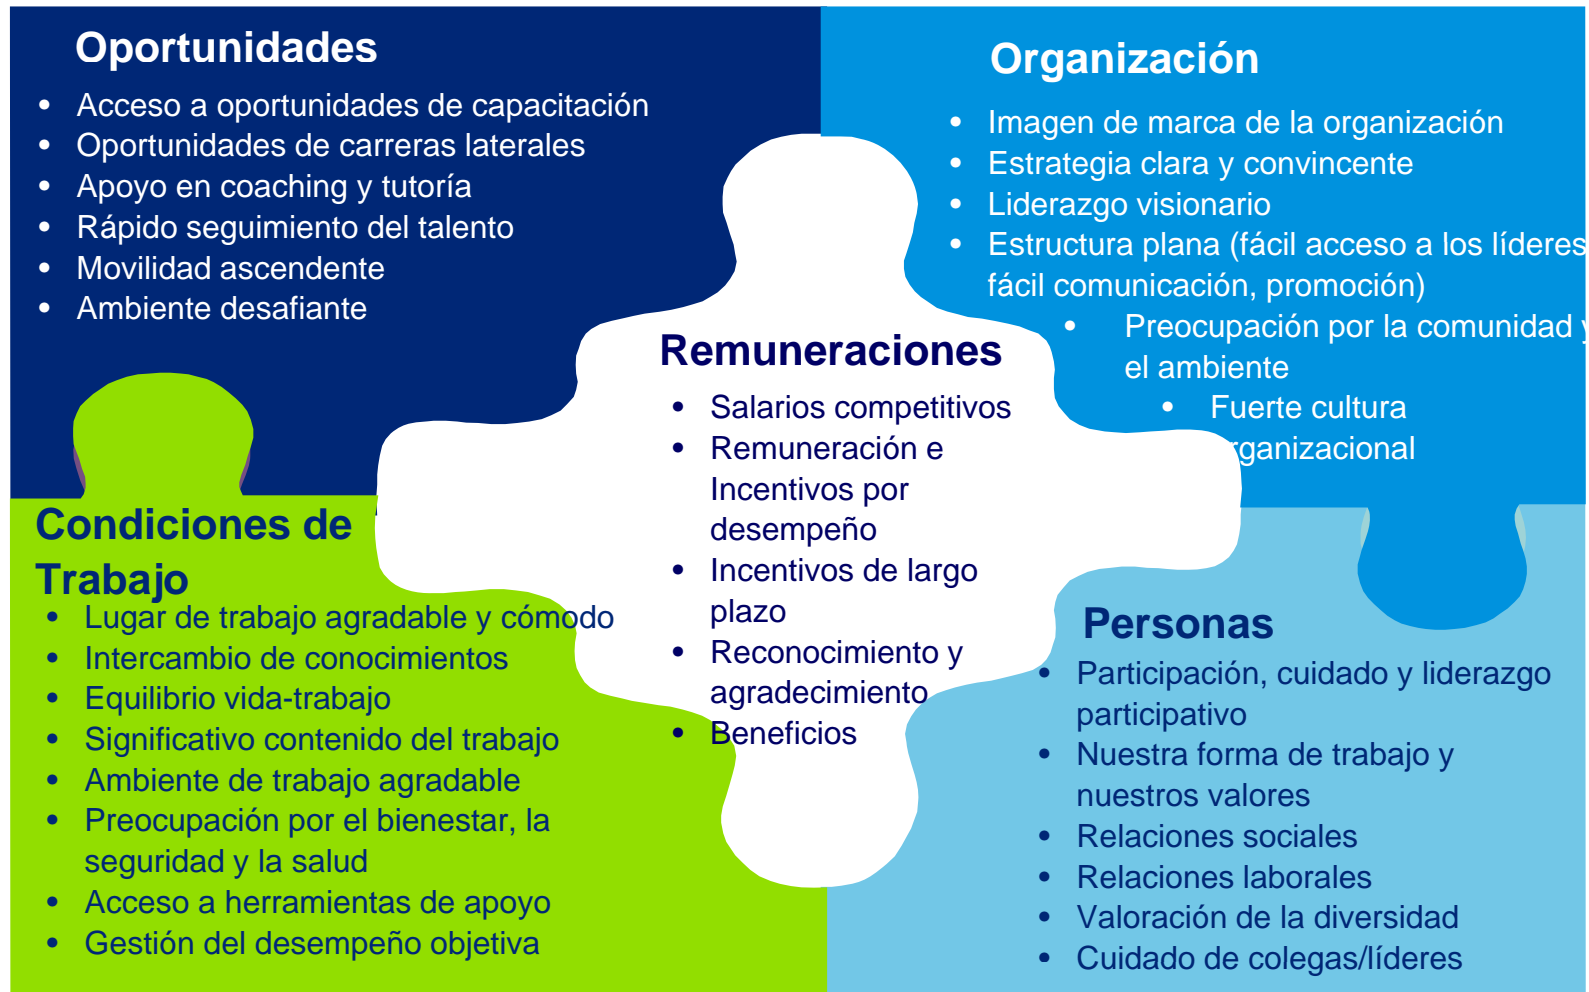 Oportunidades
• Acceso a oportunidades de capacitación
• Oportunidades de carreras laterales
• Apoyo en coaching y tutoría
• Rápido seguimiento del talento
• Movilidad ascendente
• Ambiente desafiante
Organización
• Imagen de marca de la organización
• Estrategia clara y convincente
• Liderazgo visionario
• Estructura plana (fácil acceso a los líderes
fácil comunicación, promoción)
• Preocupación por la comunidad y
el ambiente
• Fuerte cultura
rganizacional
Remuneraciones
• Salarios competitivos
• Remuneración e
Incentivos por
desempeño
• Incentivos de largo
plazo
• Reconocimiento y
agradecimiento
• Beneficios
Condiciones de
Trabajo
• Lugar de trabajo agradable y cómodo
• Intercambio de conocimientos
• Equilibrio vida-trabajo
• Significativo contenido del trabajo
• Ambiente de trabajo agradable
• Preocupación por el bienestar, la
seguridad y la salud
• Acceso a herramientas de apoyo
• Gestión del desempeño objetiva
Personas
• Participación, cuidado y liderazgo
participativo
• Nuestra forma de trabajo y
nuestros valores
• Relaciones sociales
• Relaciones laborales
• Valoración de la diversidad
• Cuidado de colegas/líderes